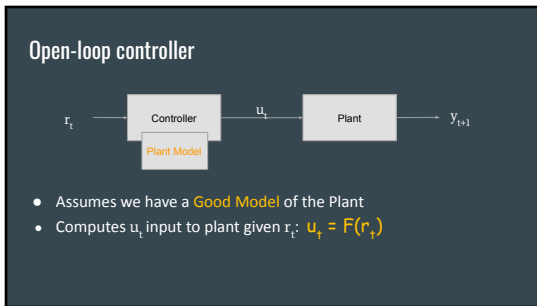 Open-loop controller
r_t Controller u_t Plant y_{t+1}
Plant Model
● Assumes we have a Good Model of the Plant
● Computes u_t input to plant given r_t: u_t = F(r_t)